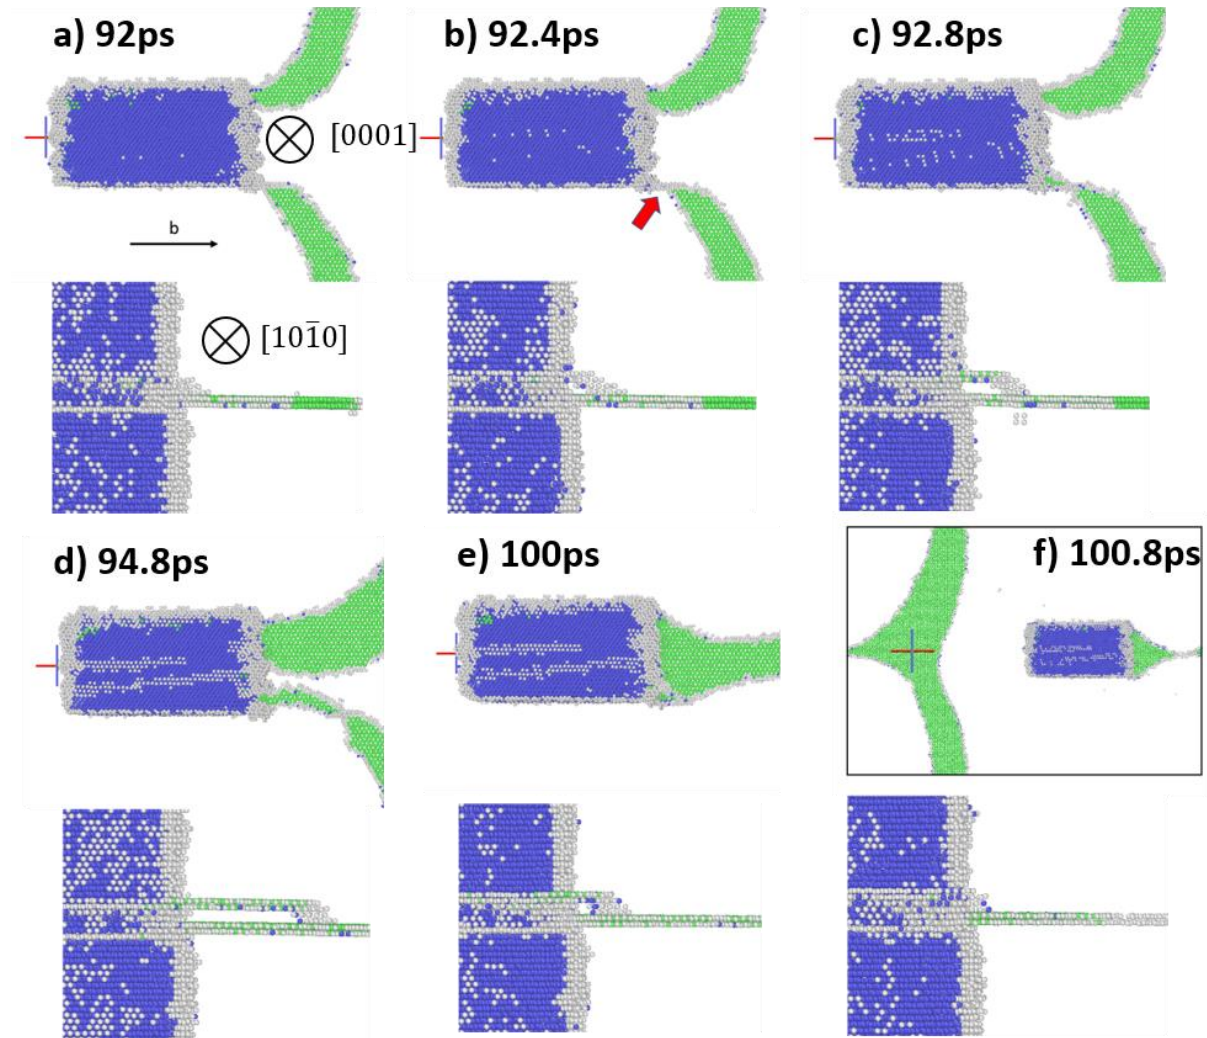 a) 92ps
b) 92.4ps
c) 92.8ps
[0001]
b
[101̅0]
d) 94.8ps
e) 100ps
f) 100.8ps